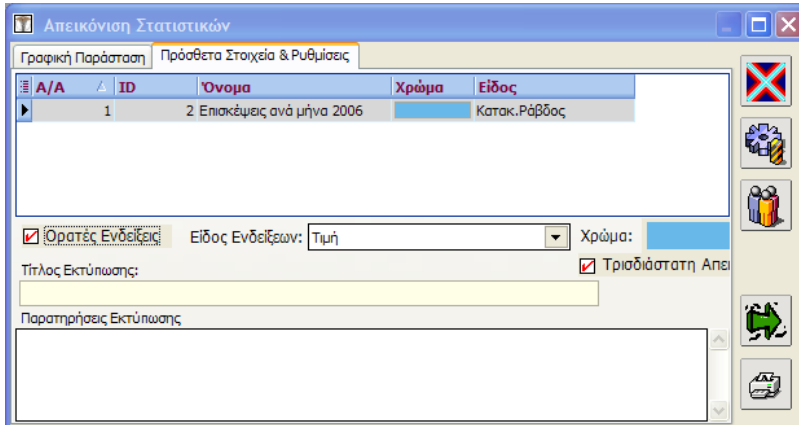 Απεικόνιση Στατιστικών
Γραφική Παράσταση Πρόσθετα Στοιχεία & Ρυθμίσεις
Α/Α ID Όνομα Χρώμα Είδος
1 2 Επισκέψεις ανά μήνα 2006 Κατακ.Ράβδος
Ορατές Ενδείξεις Είδος Ενδείξεων: Τιμή Χρώμα:
Τίτλος Εκτύπωσης: Τρισδιάστατη Απει
Παρατηρήσεις Εκτύπωσης